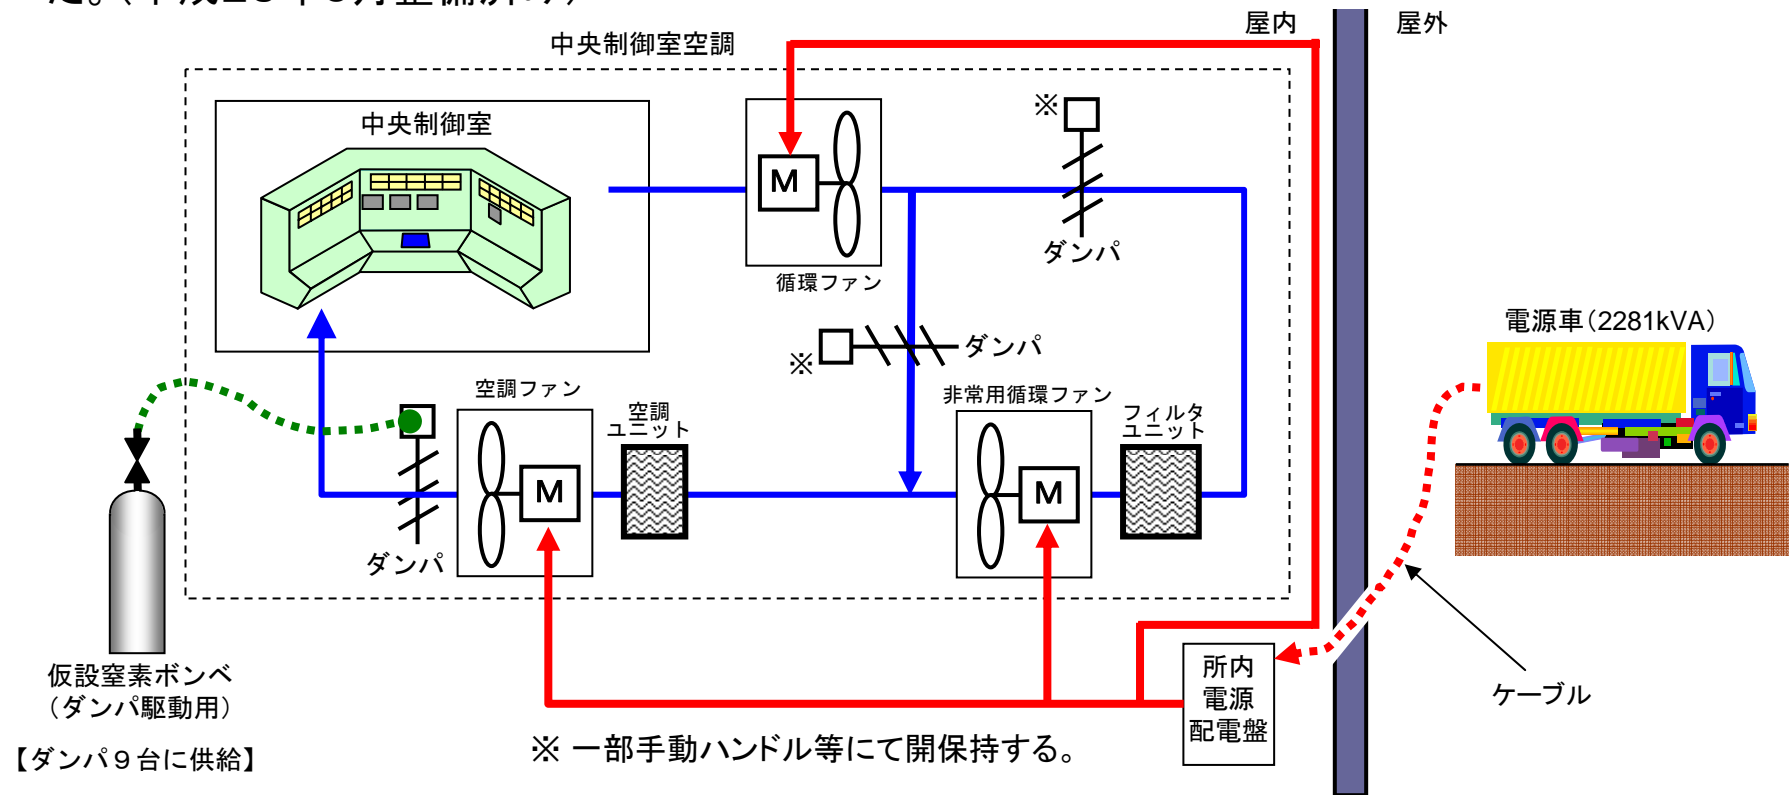 屋内
屋外
中央制御室空調
中央制御室
※
M
ダンパ
循環ファン
電源車(2281kVA)
※
ダンパ
空調ファン
空調
ユニット
非常用循環ファン
フィルタ
ユニット
M
M
ダンパ
仮設窒素ボンベ
(ダンパ駆動用)
【ダンパ９台に供給】
所内
電源
配電盤
ケーブル
※ 一部手動ハンドル等にて開保持する。